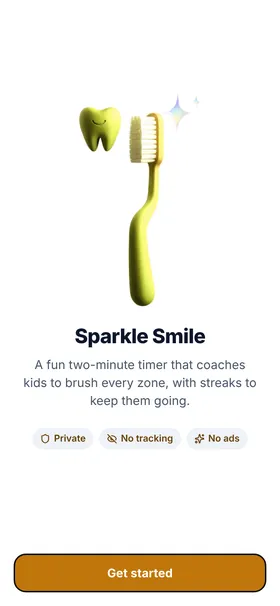 Sparkle Smile
A fun two-minute timer that coaches
kids to brush every zone, with streaks to
keep them going.
Private
No tracking
No ads
Get started